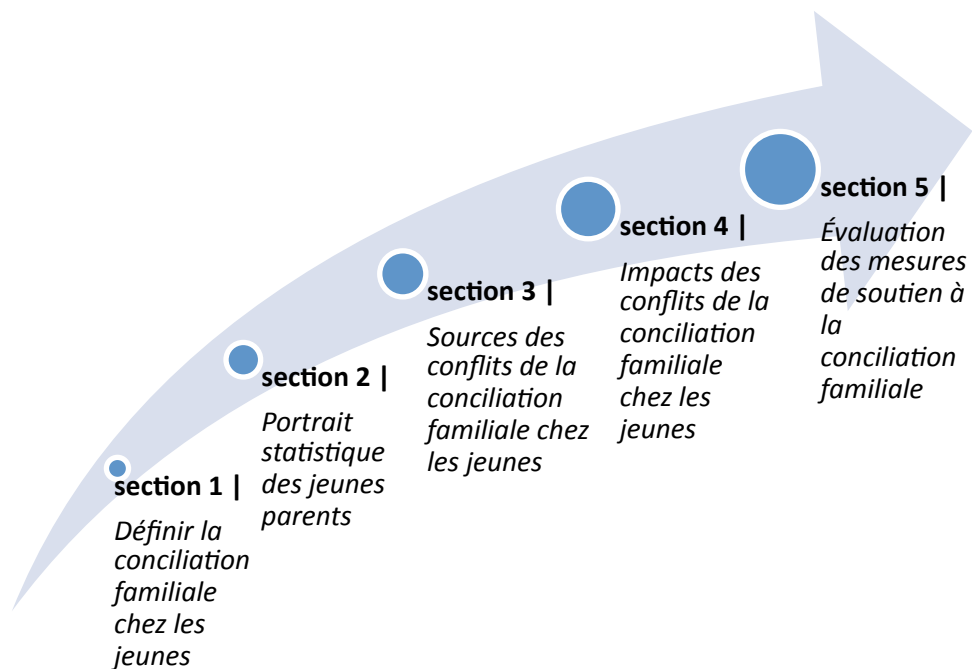 section 1 |
Définir la
conciliation
familiale
chez les
jeunes
section 2 |
Portrait
statistique
des jeunes
parents
section 3 |
Sources des
conflits de la
conciliation
familiale chez
les jeunes
section 4 |
Impacts des
conflits de la
conciliation
familiale
chez les
jeunes
section 5 |
Évaluation
des mesures
de soutien à
la
conciliation
familiale